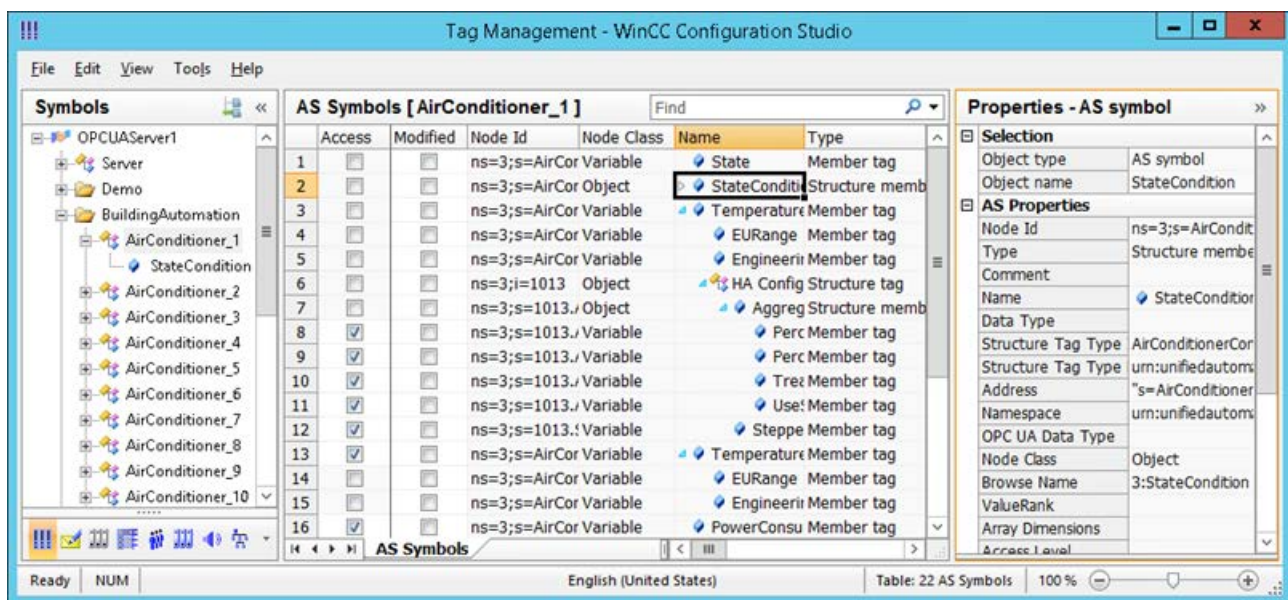 Tag Management - WinCC Configuration Studio
File Edit View Tools Help
Symbols «
OPCUAServer1
Server
Demo
BuildingAutomation
AirConditioner_1
StateCondition
AirConditioner_2
AirConditioner_3
AirConditioner_4
AirConditioner_5
AirConditioner_6
AirConditioner_7
AirConditioner_8
AirConditioner_9
AirConditioner_10
AS Symbols [ AirConditioner_1 ] Find
Access Modified Node Id Node Class Name Type
1 ns=3;s=AirCor Variable State Member tag
2 ns=3;s=AirCor Object StateConditi Structure memb
3 ns=3;s=AirCor Variable Temperature Member tag
4 ns=3;s=AirCor Variable EURange Member tag
5 ns=3;s=AirCor Variable Engineerin Member tag
6 ns=3;i=1013 Object HA Config Structure tag
7 ns=3;s=1013. Object Aggreg Structure memb
8 ns=3;s=1013. Variable Perc Member tag
9 ns=3;s=1013. Variable Perc Member tag
10 ns=3;s=1013. Variable Trea Member tag
11 ns=3;s=1013. Variable Use Member tag
12 ns=3;s=1013. Variable Steppe Member tag
13 ns=3;s=AirCor Variable Temperature Member tag
14 ns=3;s=AirCor Variable EURange Member tag
15 ns=3;s=AirCor Variable Engineerin Member tag
16 ns=3;s=AirCor Variable PowerConsu Member tag
AS Symbols
Properties - AS symbol »
Selection
Object type AS symbol
Object name StateCondition
AS Properties
Node Id ns=3;s=AirCondit
Type Structure membe
Comment
Name StateCondition
Data Type
Structure Tag Type AirConditionerCor
Structure Tag Type urn:unifiedautoma
Address "s=AirConditioner
Namespace urn:unifiedautoma
OPC UA Data Type
Node Class Object
Browse Name 3:StateCondition
ValueRank
Array Dimensions
Access Level
Ready NUM English (United States) Table: 22 AS Symbols 100 %